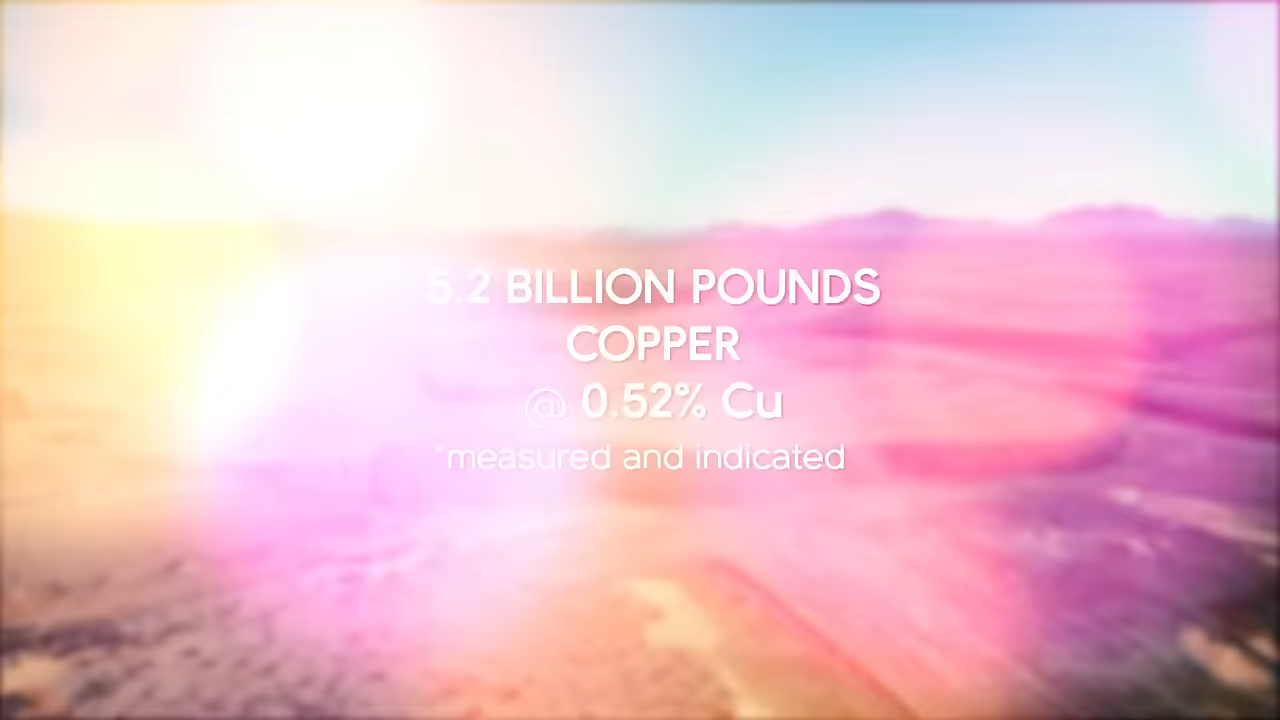 5.2 BILLION POUNDS
COPPER
@ 0.52% Cu
*measured and indicated